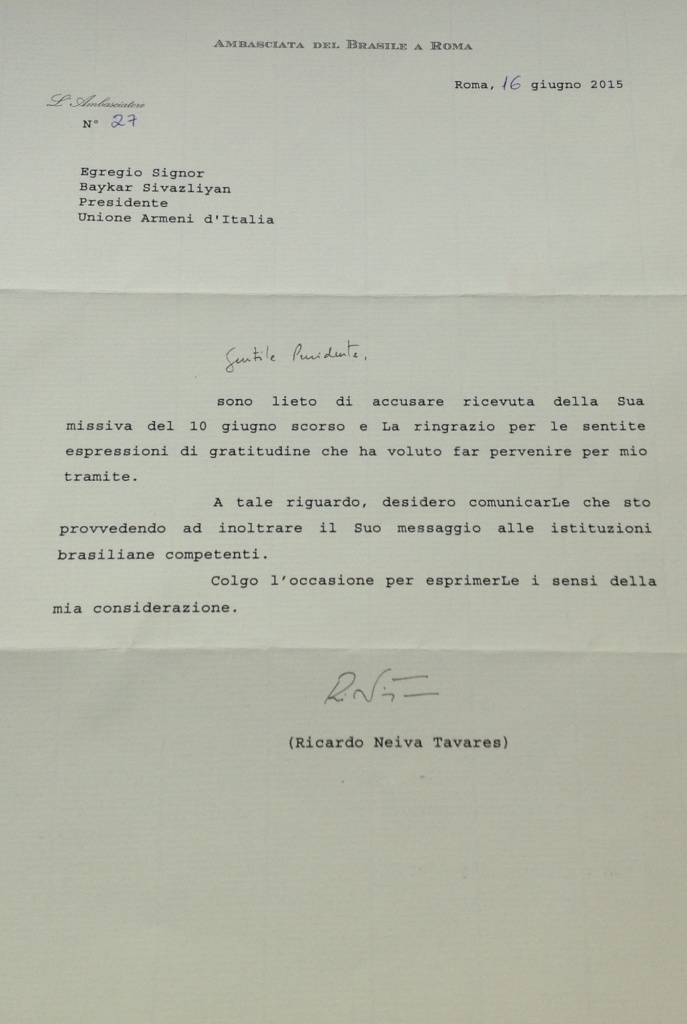 AMBASCIATA DEL BRASILE A ROMA
Roma, 16 giugno 2015
L'Ambasciatore
N° 27
Egregio Signor
Baykar Sivazliyan
Presidente
Unione Armeni d'Italia
Gentile Presidente,
sono lieto di accusare ricevuta della Sua
missiva del 10 giugno scorso e La ringrazio per le sentite
espressioni di gratitudine che ha voluto far pervenire per mio
tramite.
A tale riguardo, desidero comunicarLe che sto
provvedendo ad inoltrare il Suo messaggio alle istituzioni
brasiliane competenti.
Colgo l'occasione per esprimerLe i sensi della
mia considerazione.
(Ricardo Neiva Tavares)